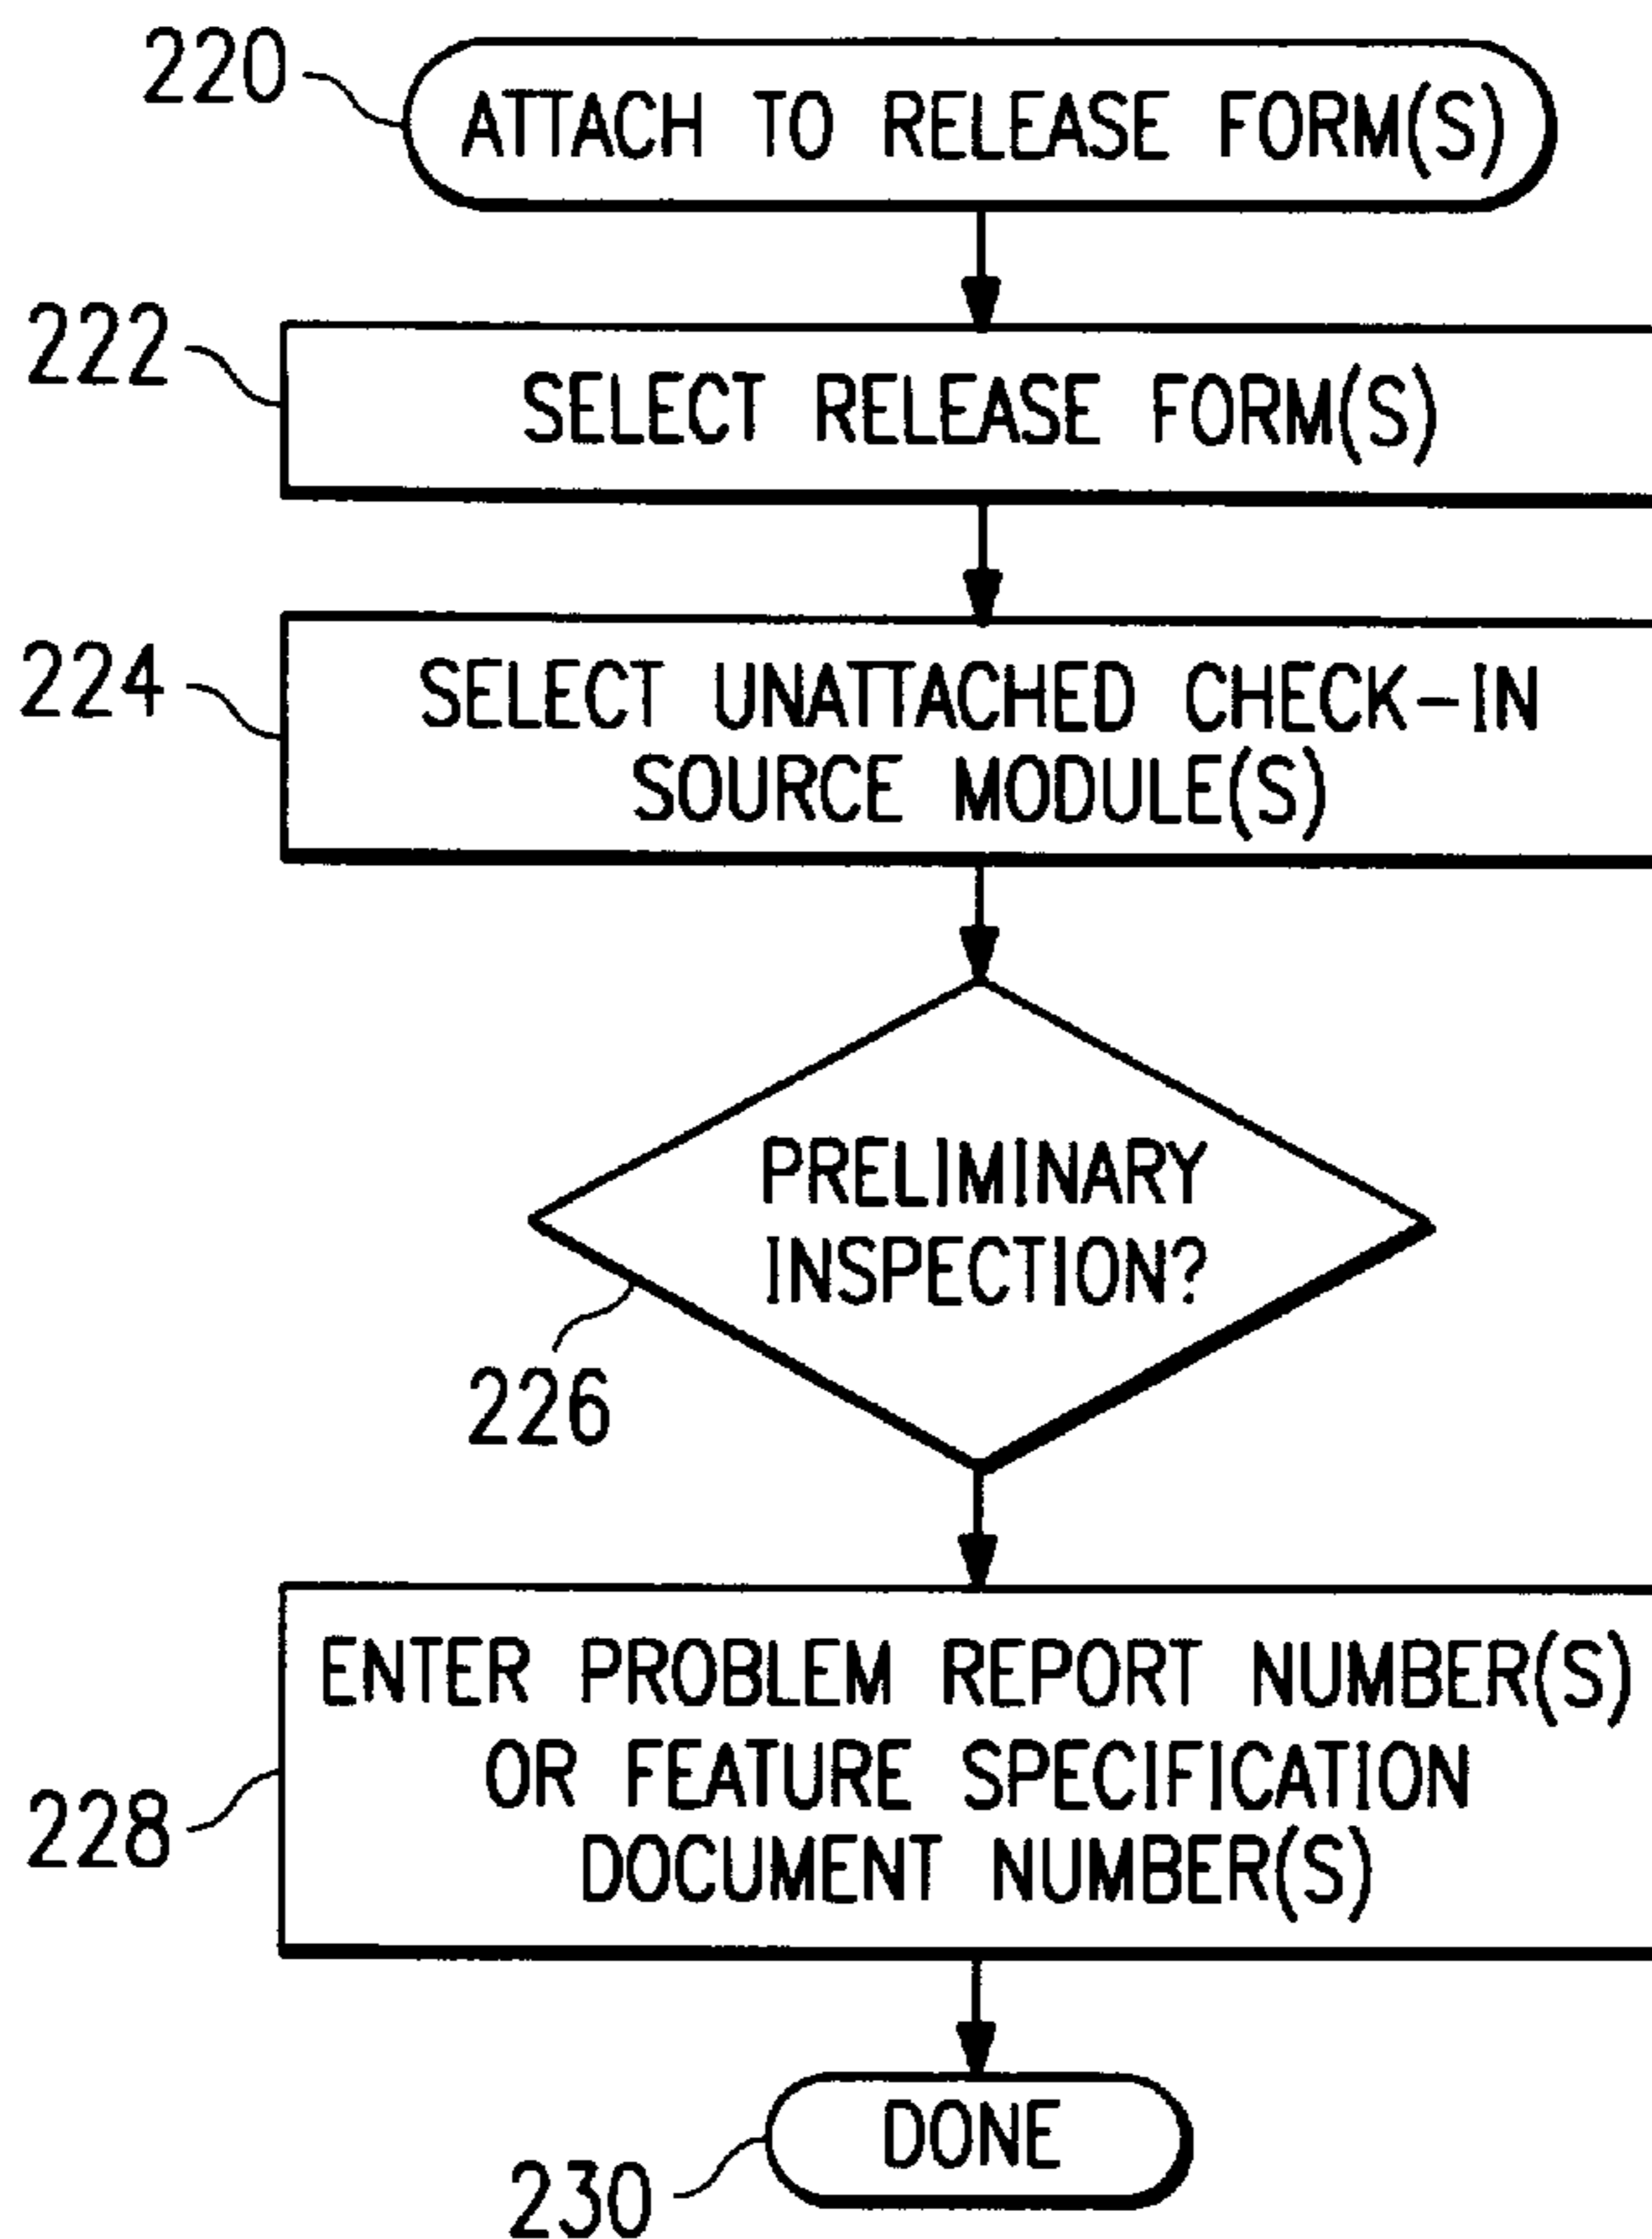 220
ATTACH TO RELEASE FORM(S)
222
SELECT RELEASE FORM(S)
224
SELECT UNATTACHED CHECK-IN
SOURCE MODULE(S)
PRELIMINARY
INSPECTION?
226
ENTER PROBLEM REPORT NUMBER(S)
OR FEATURE SPECIFICATION
DOCUMENT NUMBER(S)
228
DONE
230